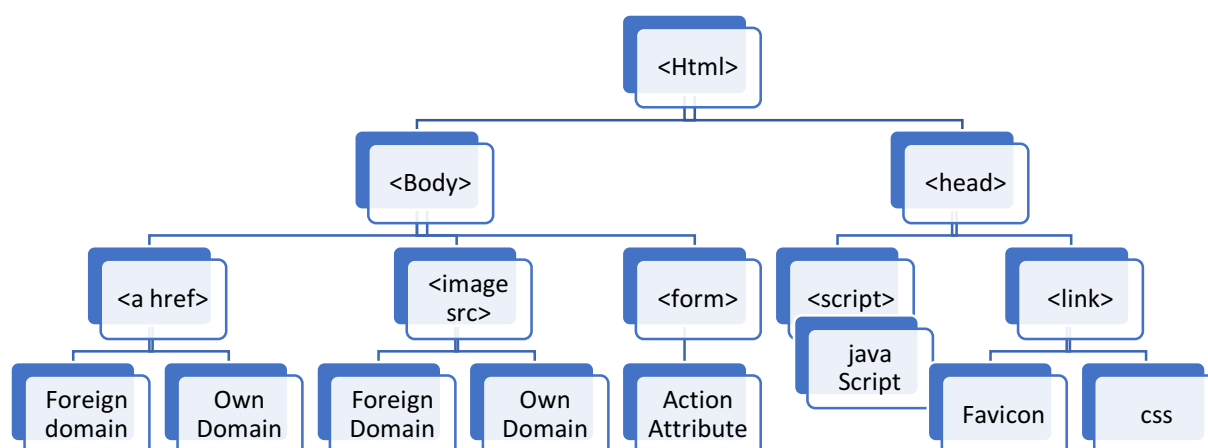 <Html>
<Body>
<head>
<a href>
<image
src>
<form>
<script>
<link>
java
Script
Foreign
domain
Own
Domain
Foreign
Domain
Own
Domain
Action
Attribute
Favicon
css